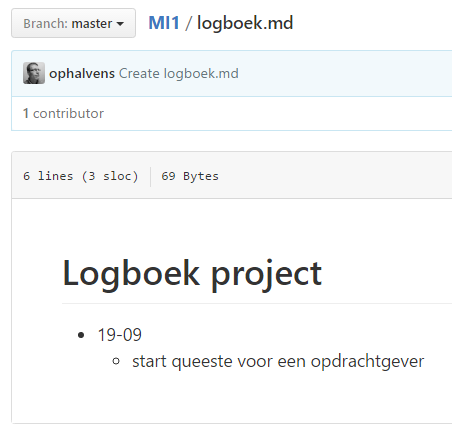 Branch: master MI1 / logboek.md
ophalvens Create logboek.md
1 contributor
6 lines (3 sloc) 69 Bytes
Logboek project
19-09
start queeste voor een opdrachtgever